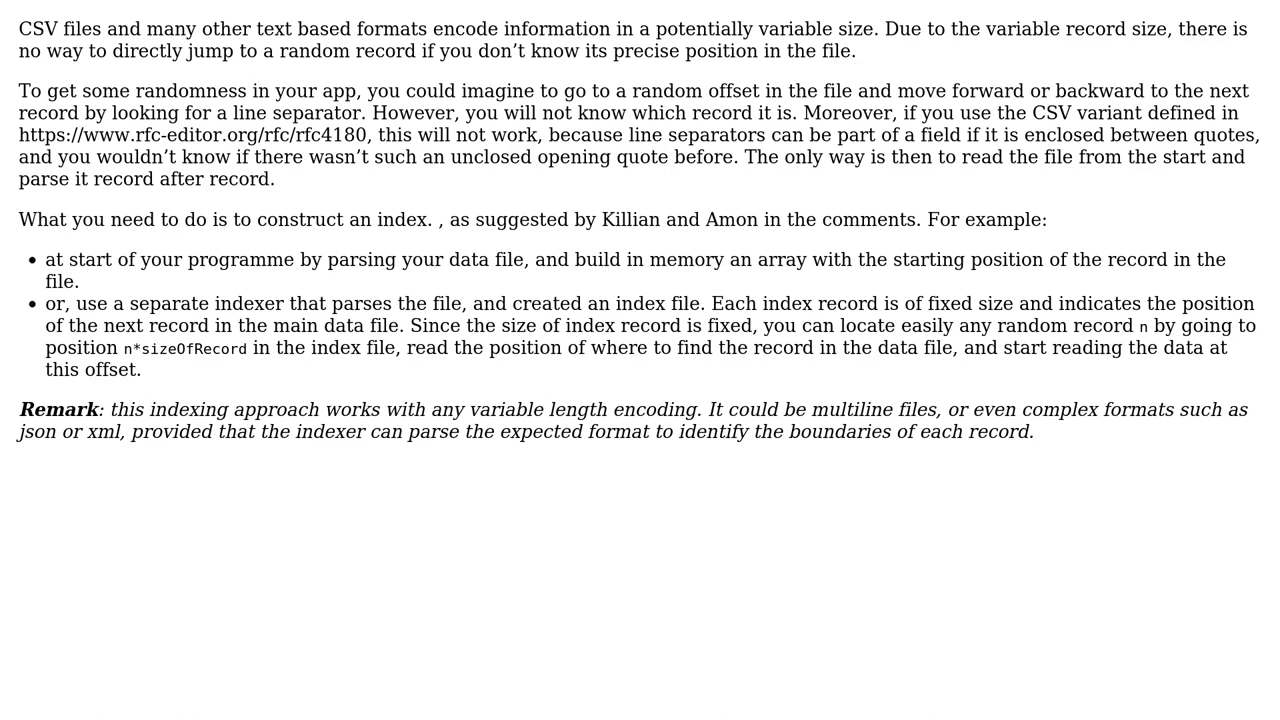 CSV files and many other text based formats encode information in a potentially variable size. Due to the variable record size, there is
no way to directly jump to a random record if you don’t know its precise position in the file.
To get some randomness in your app, you could imagine to go to a random offset in the file and move forward or backward to the next
record by looking for a line separator. However, you will not know which record it is. Moreover, if you use the CSV variant defined in
https://www.rfc-editor.org/rfc/rfc4180, this will not work, because line separators can be part of a field if it is enclosed between quotes,
and you wouldn’t know if there wasn’t such an unclosed opening quote before. The only way is then to read the file from the start and
parse it record after record.
What you need to do is to construct an index. , as suggested by Killian and Amon in the comments. For example:
• at start of your programme by parsing your data file, and build in memory an array with the starting position of the record in the
file.
• or, use a separate indexer that parses the file, and created an index file. Each index record is of fixed size and indicates the position
of the next record in the main data file. Since the size of index record is fixed, you can locate easily any random record n by going to
position n*sizeOfRecord in the index file, read the position of where to find the record in the data file, and start reading the data at
this offset.
Remark: this indexing approach works with any variable length encoding. It could be multiline files, or even complex formats such as
json or xml, provided that the indexer can parse the expected format to identify the boundaries of each record.